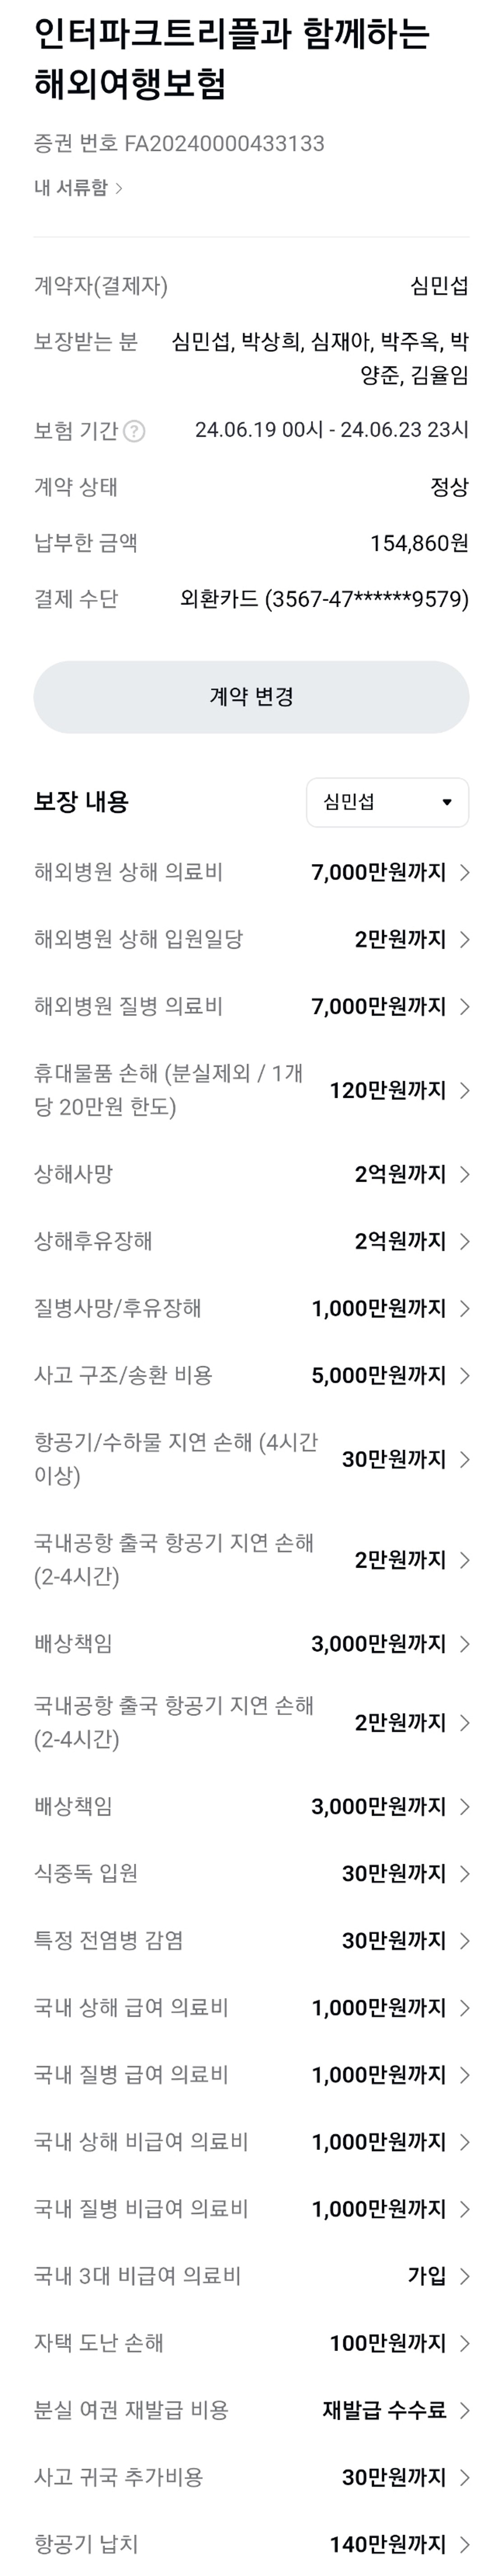 인터파크트리플과 함께하는
해외여행보험
증권 번호 FA20240000433133
내 서류함 >
계약자(결제자) 심민섭
보장받는 분 심민섭, 박상희, 심재아, 박주옥, 박
양준, 김율임
보험 기간 ? 24.06.19 00시 - 24.06.23 23시
계약 상태 정상
납부한 금액 154,860원
결제 수단 외환카드 (3567-47******9579)
계약 변경
보장 내용 심민섭
해외병원 상해 의료비 7,000만원까지 >
해외병원 상해 입원일당 2만원까지 >
해외병원 질병 의료비 7,000만원까지 >
휴대물품 손해 (분실제외 / 1개
당 20만원 한도) 120만원까지 >
상해사망 2억원까지 >
상해후유장해 2억원까지 >
질병사망/후유장해 1,000만원까지 >
사고 구조/송환 비용 5,000만원까지 >
항공기/수하물 지연 손해 (4시간
이상) 30만원까지 >
국내공항 출국 항공기 지연 손해
(2-4시간) 2만원까지 >
배상책임 3,000만원까지 >
국내공항 출국 항공기 지연 손해
(2-4시간) 2만원까지 >
배상책임 3,000만원까지 >
식중독 입원 30만원까지 >
특정 전염병 감염 30만원까지 >
국내 상해 급여 의료비 1,000만원까지 >
국내 질병 급여 의료비 1,000만원까지 >
국내 상해 비급여 의료비 1,000만원까지 >
국내 질병 비급여 의료비 1,000만원까지 >
국내 3대 비급여 의료비 가입 >
자택 도난 손해 100만원까지 >
분실 여권 재발급 비용 재발급 수수료 >
사고 귀국 추가비용 30만원까지 >
항공기 납치 140만원까지 >